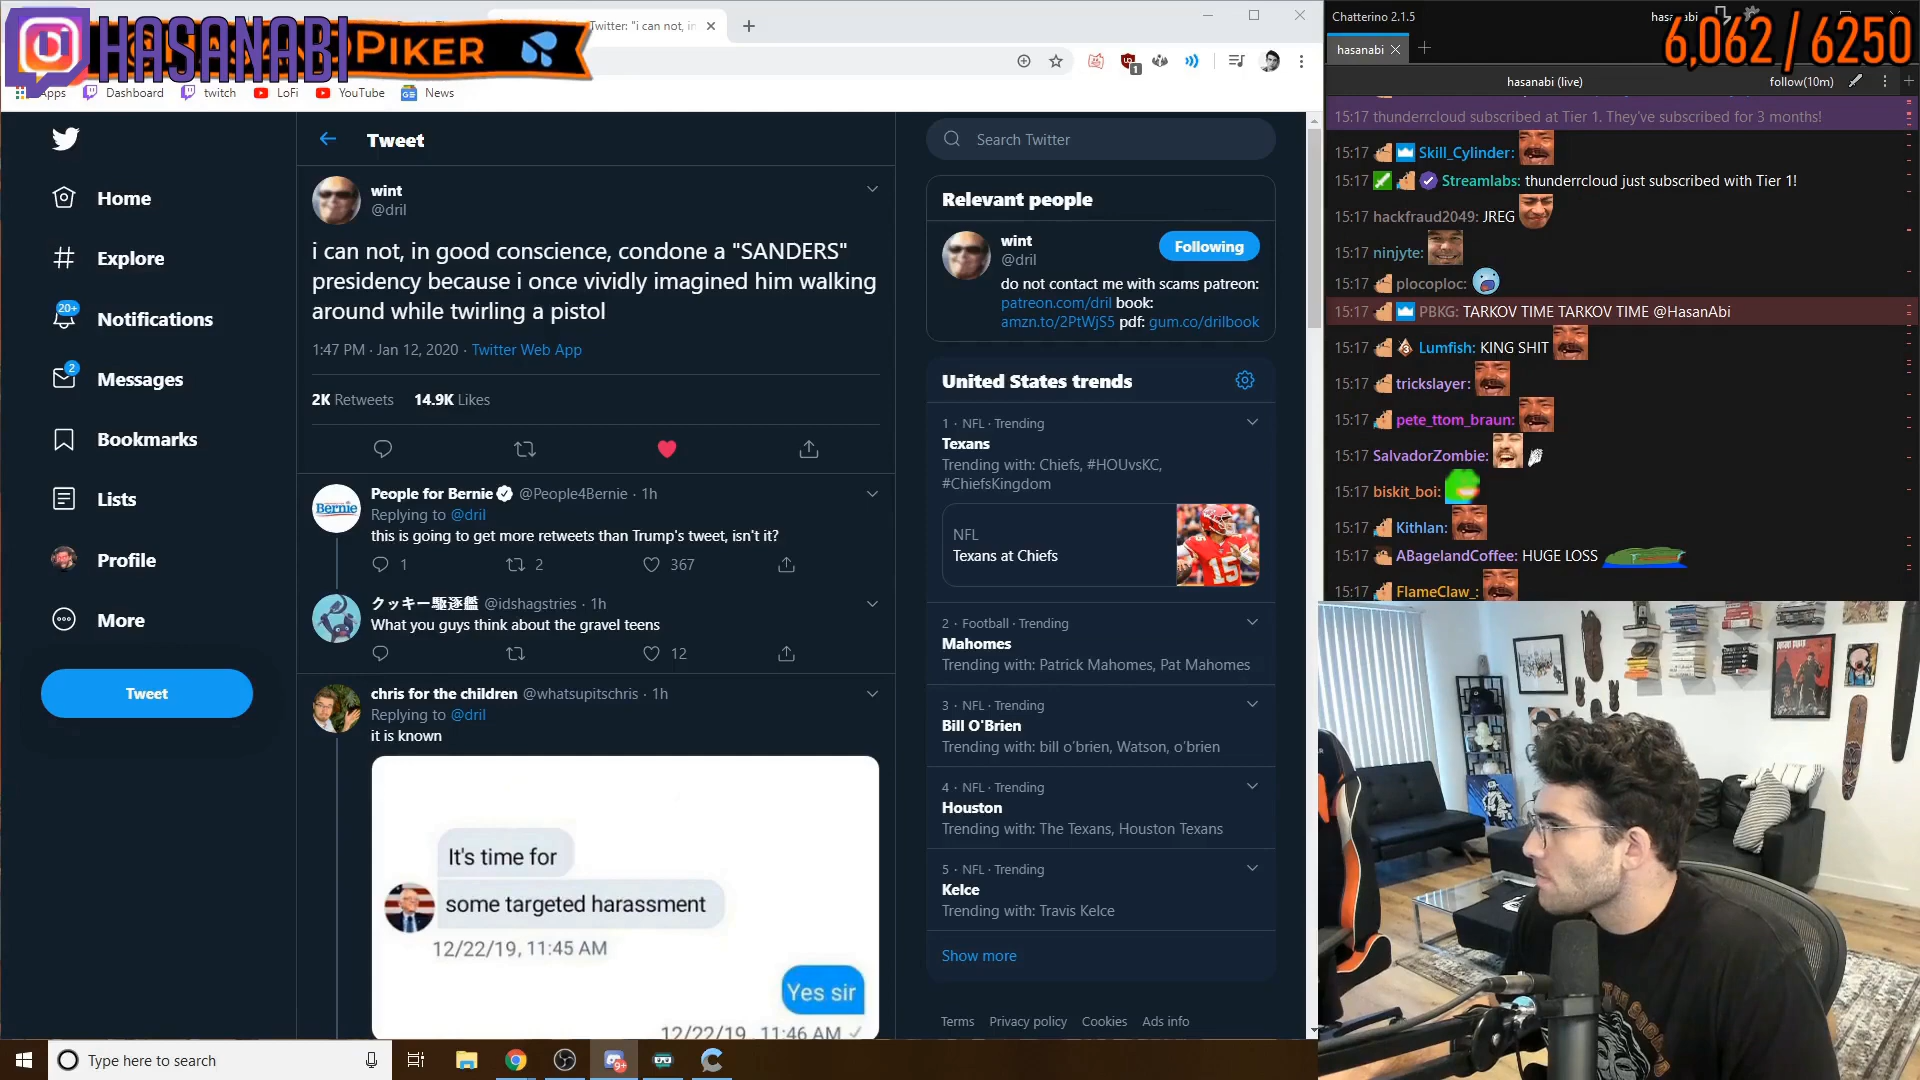 HASANABI
PIKER
Twitter: "i can not, in
Apps
Dashboard
twitch
LoFi
YouTube
News
1
Home
Explore
20+
Notifications
2
Messages
Bookmarks
Lists
Profile
More
Tweet
Tweet
wint
@dril
i can not, in good conscience, condone a "SANDERS"
presidency because i once vividly imagined him walking
around while twirling a pistol
1:47 PM · Jan 12, 2020 · Twitter Web App
2K Retweets 14.9K Likes
People for Bernie @People4Bernie · 1h
Bernie
Replying to @dril
this is going to get more retweets than Trump's tweet, isn't it?
1 2 367
クッキー駆逐艦 @idshagstries · 1h
What you guys think about the gravel teens
12
chris for the children @whatsupitschris · 1h
Replying to @dril
it is known
It's time for
some targeted harassment
12/22/19, 11:45 AM
Yes sir
12/22/19, 11:46 AM
Search Twitter
Relevant people
wint
@dril
Following
do not contact me with scams patreon:
patreon.com/dril book:
amzn.to/2PtWjS5 pdf: gum.co/drilbook
United States trends
1 · NFL · Trending
Texans
Trending with: Chiefs, #HOUvsKC,
#ChiefsKingdom
NFL
Texans at Chiefs
15
2 · Football · Trending
Mahomes
Trending with: Patrick Mahomes, Pat Mahomes
3 · NFL · Trending
Bill O'Brien
Trending with: bill o'brien, Watson, o'brien
4 · NFL · Trending
Houston
Trending with: The Texans, Houston Texans
5 · NFL · Trending
Kelce
Trending with: Travis Kelce
Show more
Terms Privacy policy Cookies Ads info
Type here to search
9+
Chatterino 2.1.5
6,062 / 6250
hasanabi
hasanabi (live)
follow(10m)
15:17 thunderrcloud subscribed at Tier 1. They've subscribed for 3 months!
15:17 Skill_Cylinder:
15:17 Streamlabs: thunderrcloud just subscribed with Tier 1!
15:17 hackfraud2049: JREG
15:17 ninjyte:
15:17 plocoploc:
15:17 PBKG: TARKOV TIME TARKOV TIME @HasanAbi
15:17 Lumfish: KING SHIT
15:17 trickslayer:
15:17 pete_ttom_braun:
15:17 SalvadorZombie:
15:17 biskit_boi:
15:17 Kithlan:
15:17 ABagelandCoffee: HUGE LOSS
15:17 FlameClaw_: